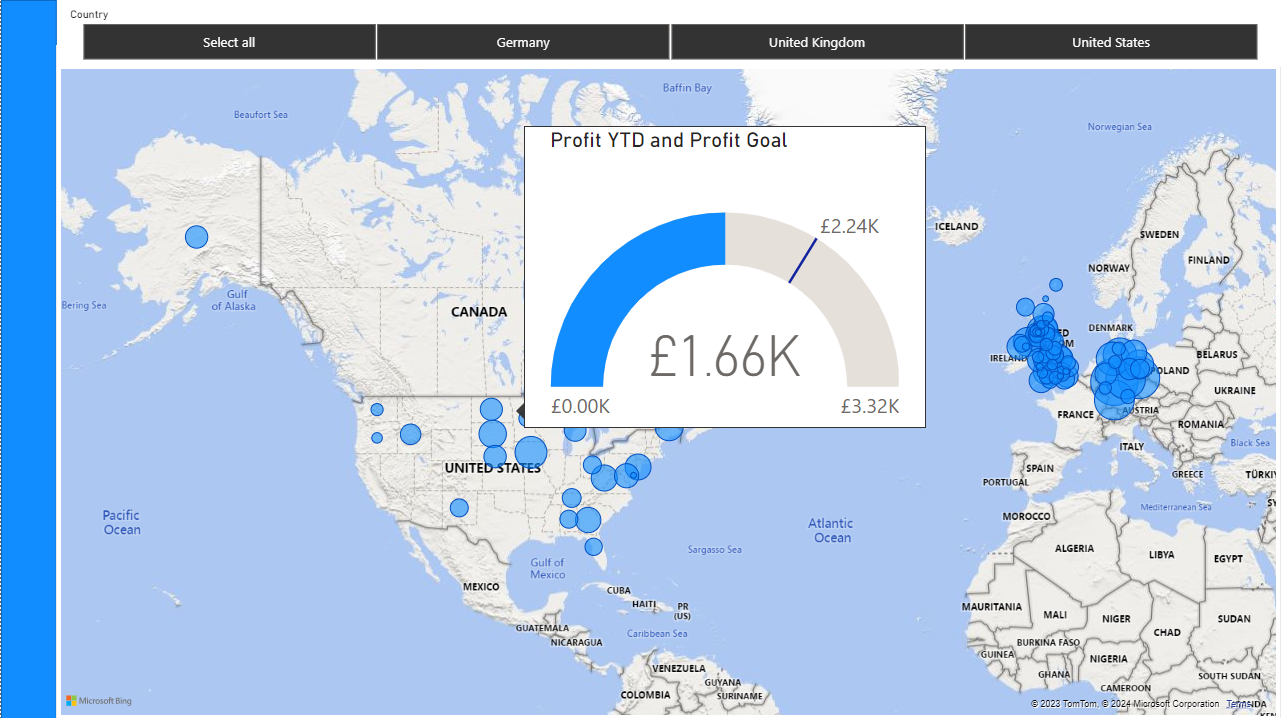 Country
Select all
Germany
United Kingdom
United States
Baffin Bay
Beaufort Sea
Norwegian Sea
Profit YTD and Profit Goal
£2.24K
ICELAND
SWEDEN
FINLAND
NORWAY
Gulf
of Alaska
Bering Sea
CANADA
DENMARK
IRELAND
£1.66K
BELARUS
POLAND
UKRAINE
£0.00K
£3.32K
FRANCE
AUSTRIA
ROMANIA
Black Sea
ITALY
UNITED STATES
SPAIN
GREECE
PORTUGAL
Mediterranean Sea
Pacific
Ocean
Atlantic
Ocean
MOROCCO
Sargasso Sea
ALGERIA
LIBYA
EGYPT
Gulf of
Mexico
MEXICO
CUBA
HAITI
PR
(US)
MAURITANIA
MALI
NIGER
SUDAN
GUATEMALA
Caribbean Sea
CHAD
NICARAGUA
BURKINA FASO
GUINEA
NIGERIA
VENEZUELA
GHANA
SOUTH SUDAN
GUYANA
CAMEROON
COLOMBIA
SURINAME
Microsoft Bing
© 2023 TomTom, © 2024 Microsoft Corporation Terms